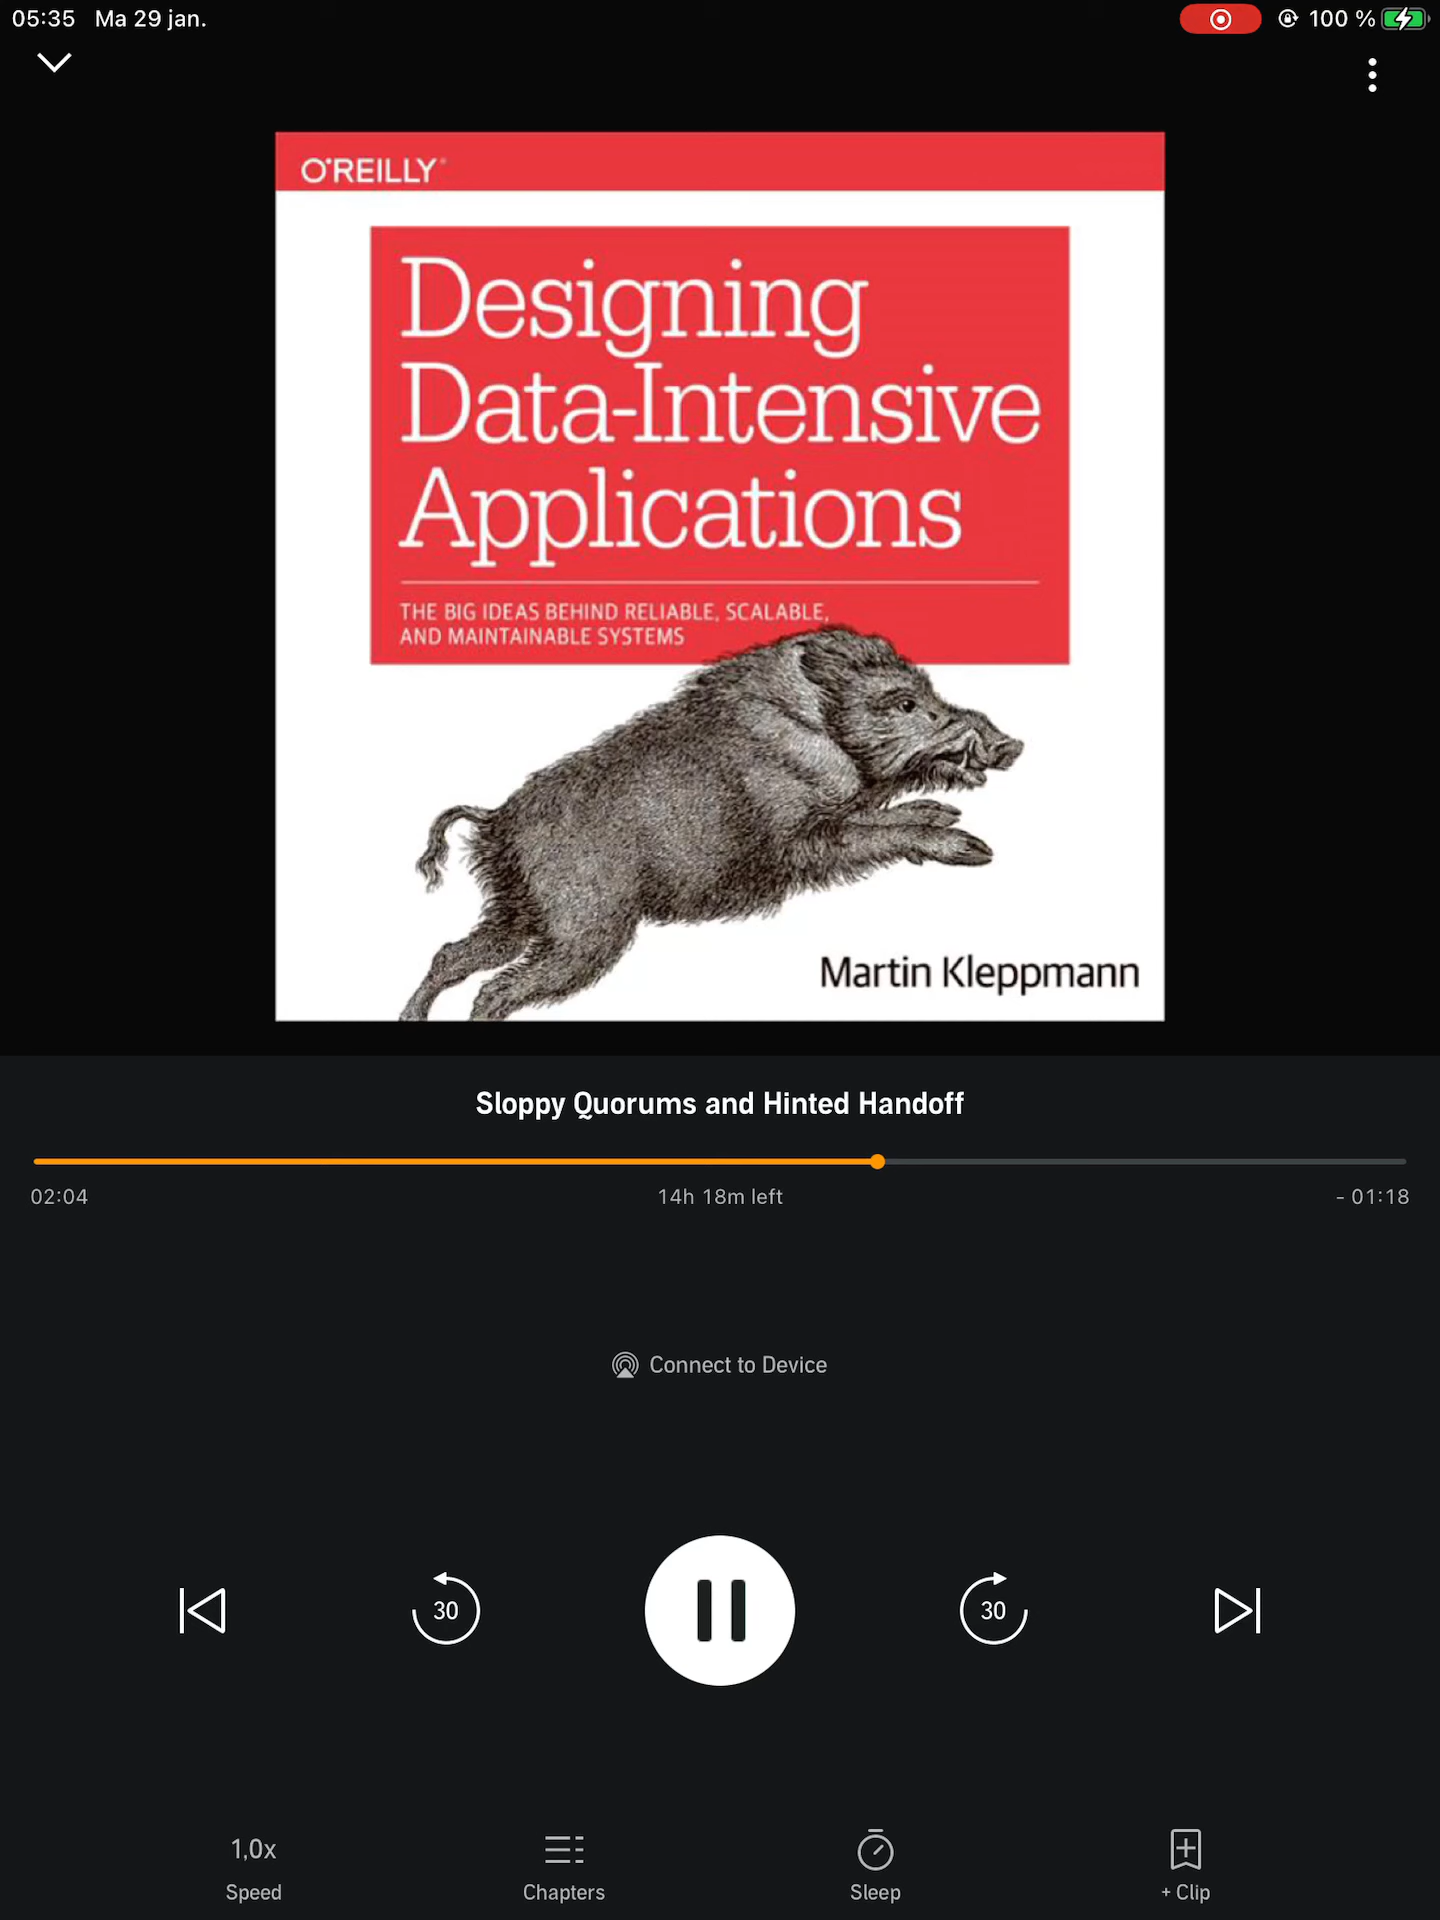 05:35 Ma 29 jan. 100 %
O'REILLY®
Designing
Data-Intensive
Applications
THE BIG IDEAS BEHIND RELIABLE, SCALABLE,
AND MAINTAINABLE SYSTEMS
Martin Kleppmann
Sloppy Quorums and Hinted Handoff
02:04 14h 18m left - 01:18
Connect to Device
30 30
1,0x
Speed Chapters Sleep + Clip